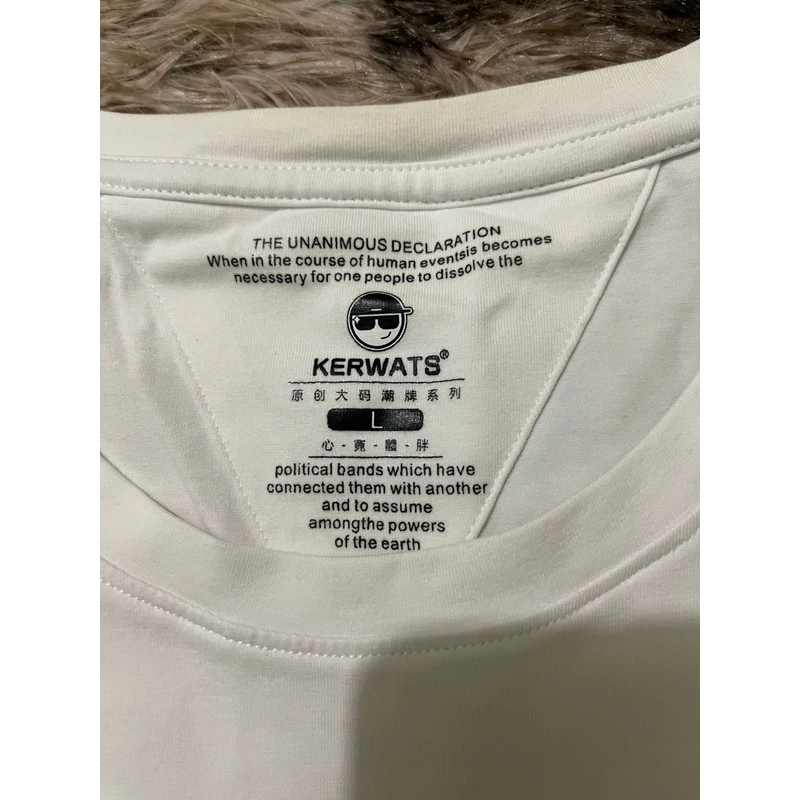 THE UNANIMOUS DECLARATION
When in the course of human eventsis becomes
necessary for one people to dissolve the
KERWATS®
原创大码潮牌系列
L
心-寬-體-胖
political bands which have
connected them with another
and to assume
amongthe powers
of the earth